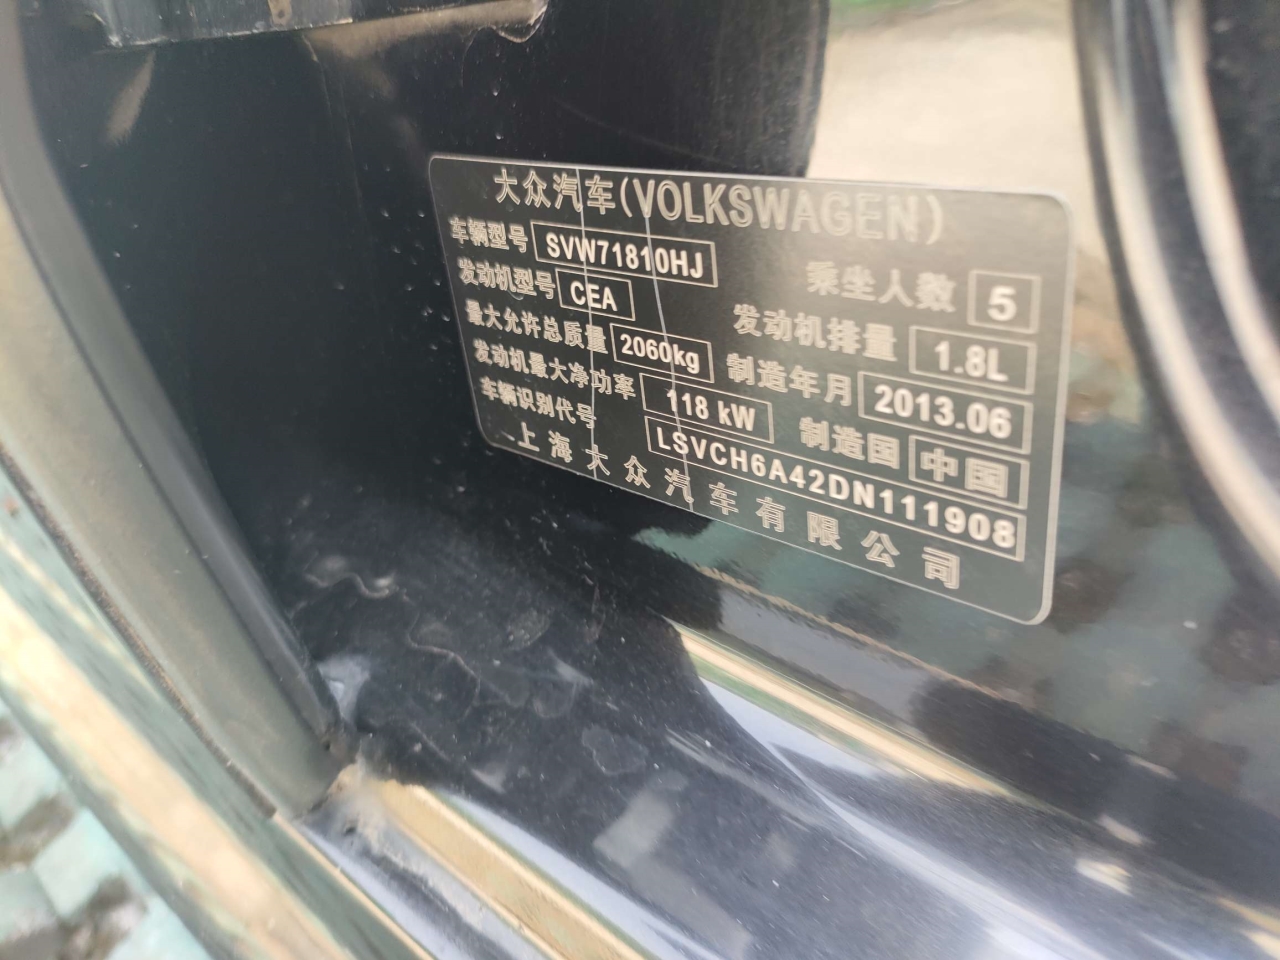 大众汽车(VOLKSWAGEN)
车辆型号 SVW71810HJ 乘坐人数 5
发动机型号 CEA 发动机排量 1.8L
最大允许总质量 2060kg 制造年月 2013.06
发动机最大净功率 118 kW 制造国 中国
车辆识别代号 LSVCH6A42DN111908
上海大众汽车有限公司